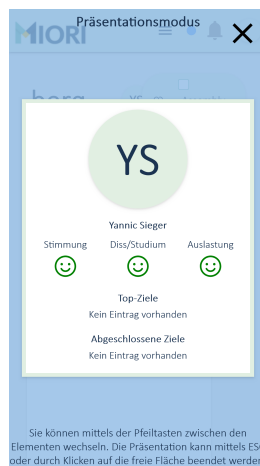 Präsentationsmodus
MIORI
YS
Yannic Sieger
Stimmung Diss/Studium Auslastung
Top-Ziele
Kein Eintrag vorhanden
Abgeschlossene Ziele
Kein Eintrag vorhanden
Sie können mittels der Pfeiltasten zwischen den
Elementen wechseln. Die Präsentation kann mittels ES
oder durch Klicken auf die freie Fläche beendet werden